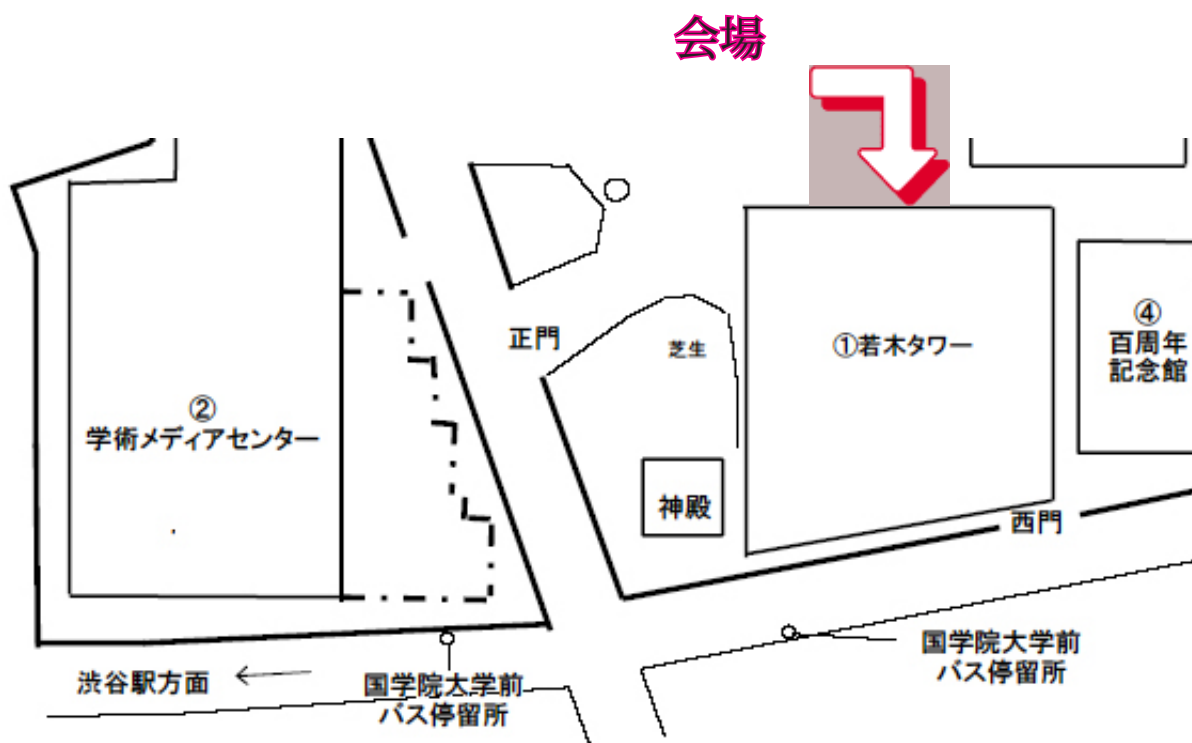 会場
正門
芝生
①若木タワー
④
百周年
記念館
②
学術メディアセンター
神殿
西門
渋谷駅方面
国学院大学前
バス停留所
国学院大学前
バス停留所